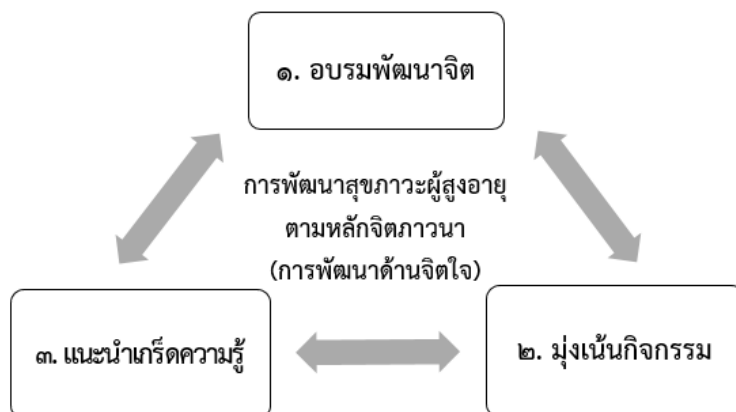 ๑. อบรมพัฒนาจิต
การพัฒนาสุขภาวะผู้สูงอายุ
ตามหลักจิตภาวนา
(การพัฒนาด้านจิตใจ)
๓. แนะนำเกร็ดความรู้
๒. มุ่งเน้นกิจกรรม